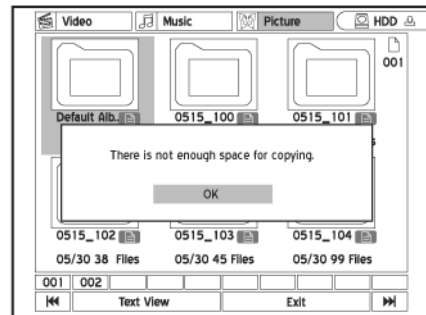 Video Music Picture HDD
001
Default Alb.. 0515_100 0515_101
There is not enough space for copying.
OK
0515_102 0515_103 0515_104
05/30 38 Files 05/30 45 Files 05/30 99 Files
001 002
Text View Exit